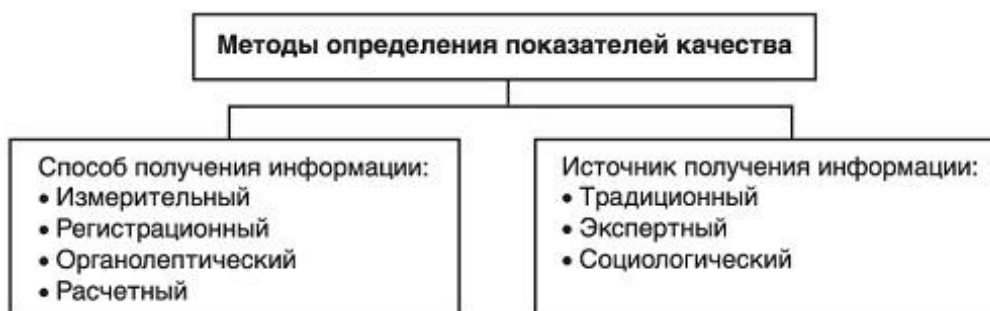 Методы определения показателей качества
Способ получения информации:
• Измерительный
• Регистрационный
• Органолептический
• Расчетный
Источник получения информации:
• Традиционный
• Экспертный
• Социологический